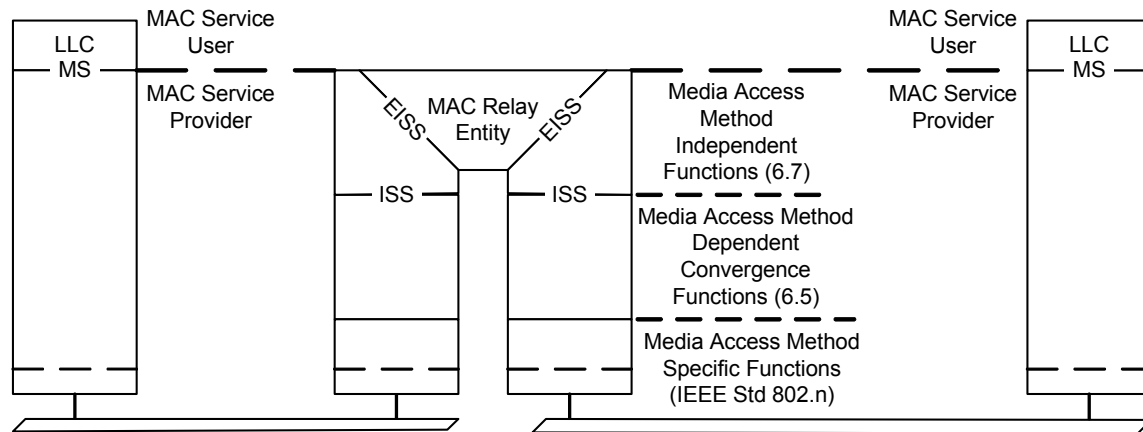 MAC Service
User
LLC
MS
MAC Service
Provider
EISS
MAC Relay
Entity
EISS
ISS
ISS
Media Access
Method
Independent
Functions (6.7)
Media Access Method
Dependent
Convergence
Functions (6.5)
Media Access Method
Specific Functions
(IEEE Std 802.n)
MAC Service
User
MAC Service
Provider
LLC
MS